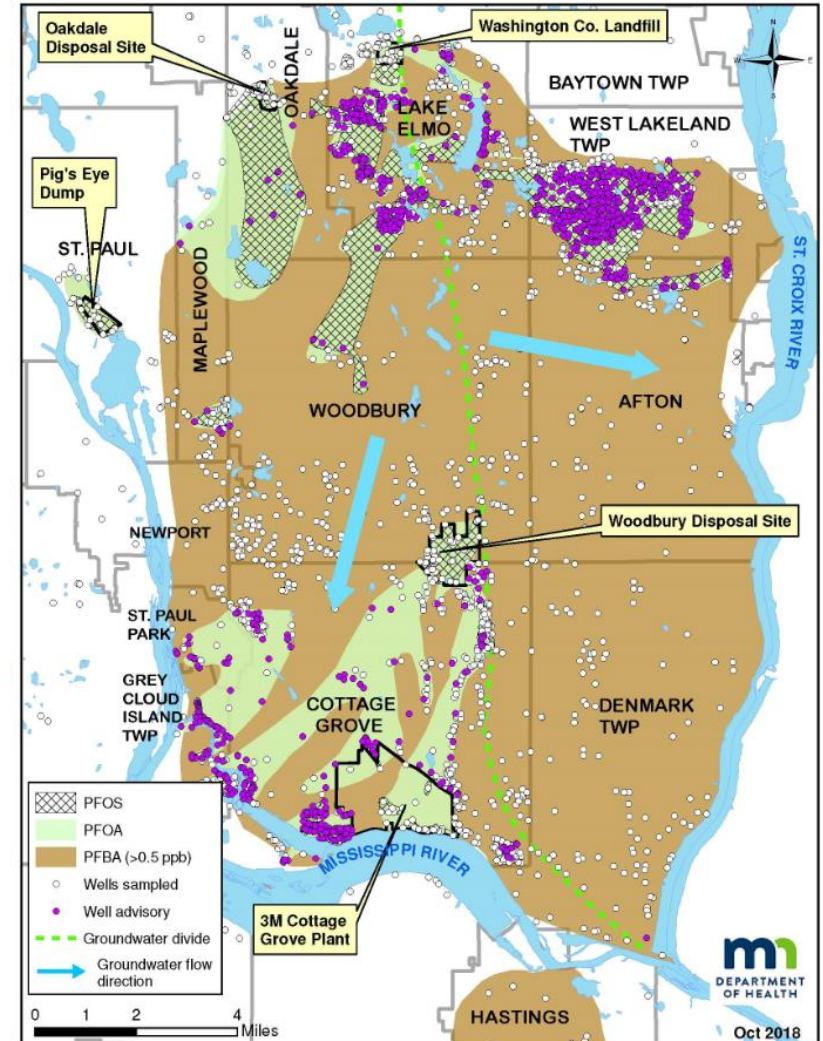 Oakdale
Disposal Site
Washington Co. Landfill
OAKDALE
LAKE
ELMO
BAYTOWN TWP
WEST LAKELAND
TWP
N
W
E
S
Pig's Eye
Dump
ST. PAUL
MAPLEWOOD
ST. CROIX RIVER
WOODBURY
AFTON
Woodbury Disposal Site
NEWPORT
ST. PAUL
PARK
GREY
CLOUD
ISLAND
TWP
COTTAGE
GROVE
DENMARK
TWP
MISSISSIPPI RIVER
3M Cottage
Grove Plant
HASTINGS
PFOS
PFOA
PFBA (>0.5 ppb)
Wells sampled
Well advisory
Groundwater divide
Groundwater flow
direction
0 1 2 4
Miles
mn
DEPARTMENT
OF HEALTH
Oct 2018